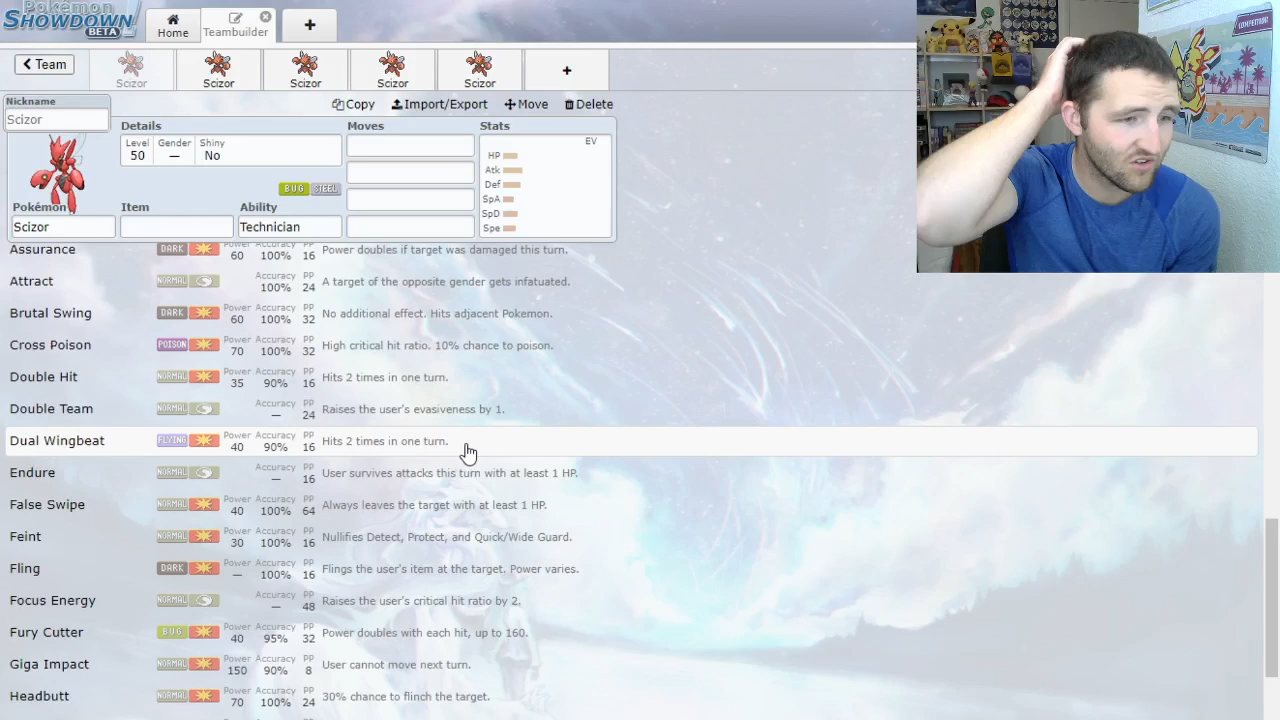 Pokémon
SHOWDOWN
BETA
Home
Teambuilder
+
Team
Scizor
Scizor
Scizor
Scizor
Scizor
+
Nickname
Scizor
Copy
Import/Export
Move
Delete
Details
Level
50
Gender
—
Shiny
No
BUG
STEEL
Pokémon
Scizor
Item
Ability
Technician
Moves
Stats
EV
HP
Atk
Def
SpA
SpD
Spe
Assurance DARK Power 60 Accuracy 100% PP 16 Power doubles if target was damaged this turn.
Attract NORMAL Accuracy 100% PP 24 A target of the opposite gender gets infatuated.
Brutal Swing DARK Power 60 Accuracy 100% PP 32 No additional effect. Hits adjacent Pokemon.
Cross Poison POISON Power 70 Accuracy 100% PP 32 High critical hit ratio. 10% chance to poison.
Double Hit NORMAL Power 35 Accuracy 90% PP 16 Hits 2 times in one turn.
Double Team NORMAL Accuracy — PP 24 Raises the user's evasiveness by 1.
Dual Wingbeat FLYING Power 40 Accuracy 90% PP 16 Hits 2 times in one turn.
Endure NORMAL Accuracy — PP 16 User survives attacks this turn with at least 1 HP.
False Swipe NORMAL Power 40 Accuracy 100% PP 64 Always leaves the target with at least 1 HP.
Feint NORMAL Power 30 Accuracy 100% PP 16 Nullifies Detect, Protect, and Quick/Wide Guard.
Fling DARK Power — Accuracy 100% PP 16 Flings the user's item at the target. Power varies.
Focus Energy NORMAL Accuracy — PP 48 Raises the user's critical hit ratio by 2.
Fury Cutter BUG Power 40 Accuracy 95% PP 32 Power doubles with each hit, up to 160.
Giga Impact NORMAL Power 150 Accuracy 90% PP 8 User cannot move next turn.
Headbutt NORMAL Power 70 Accuracy 100% PP 24 30% chance to flinch the target.
Power Accuracy PP
COMPETITOR